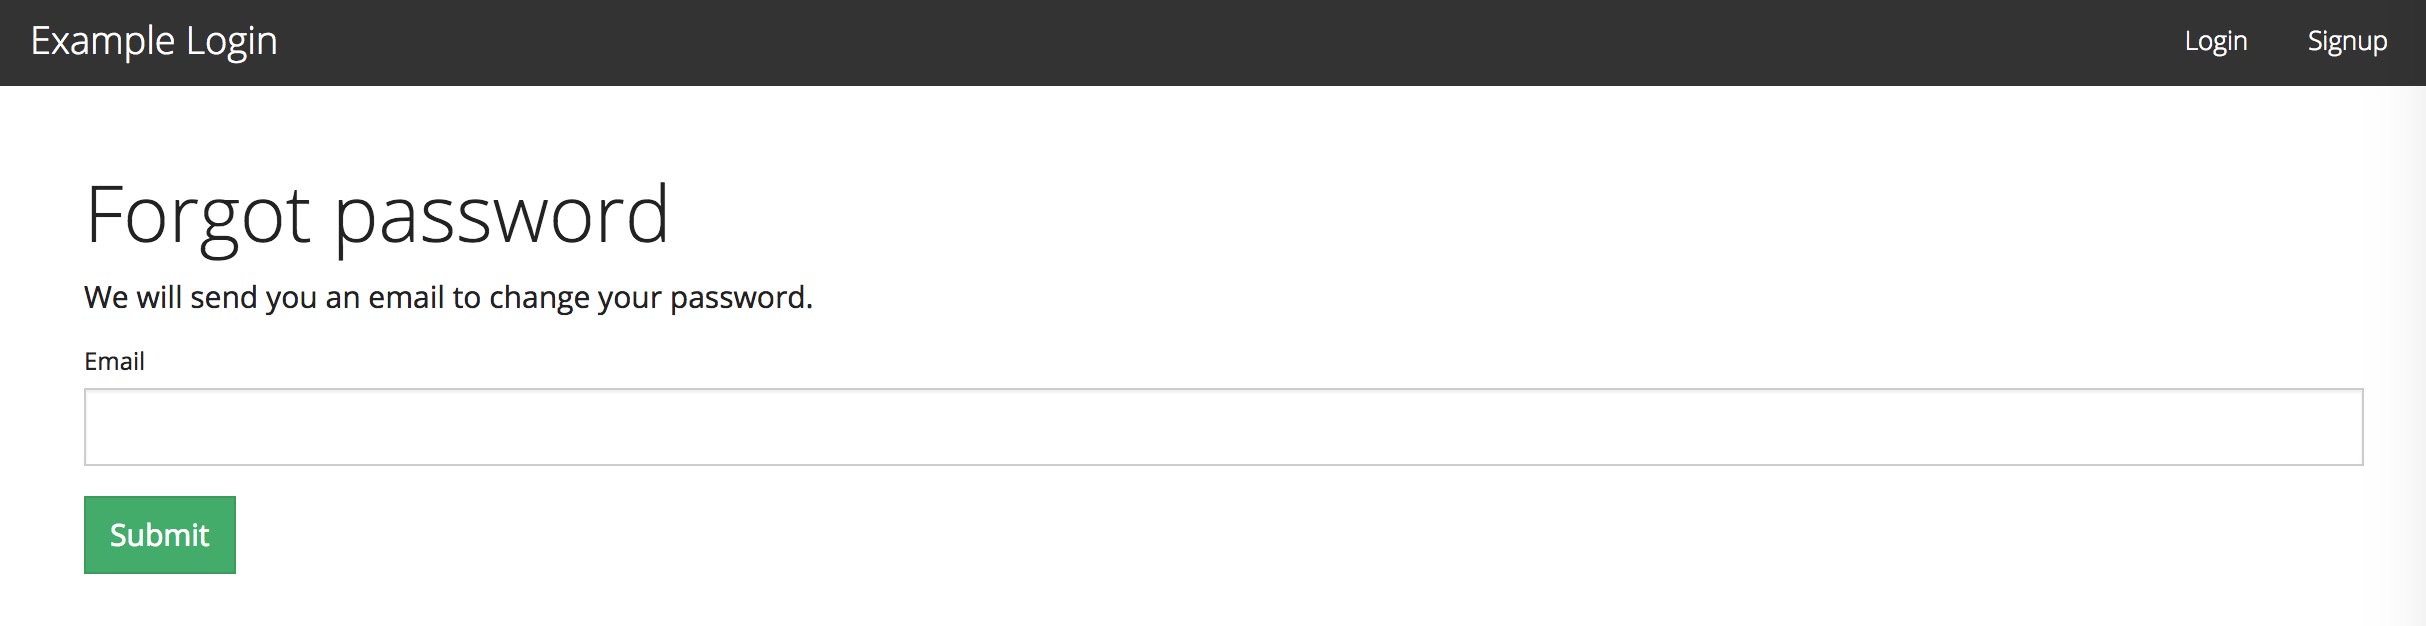 Example Login
Login
Signup
Forgot password
We will send you an email to change your password.
Email
Submit